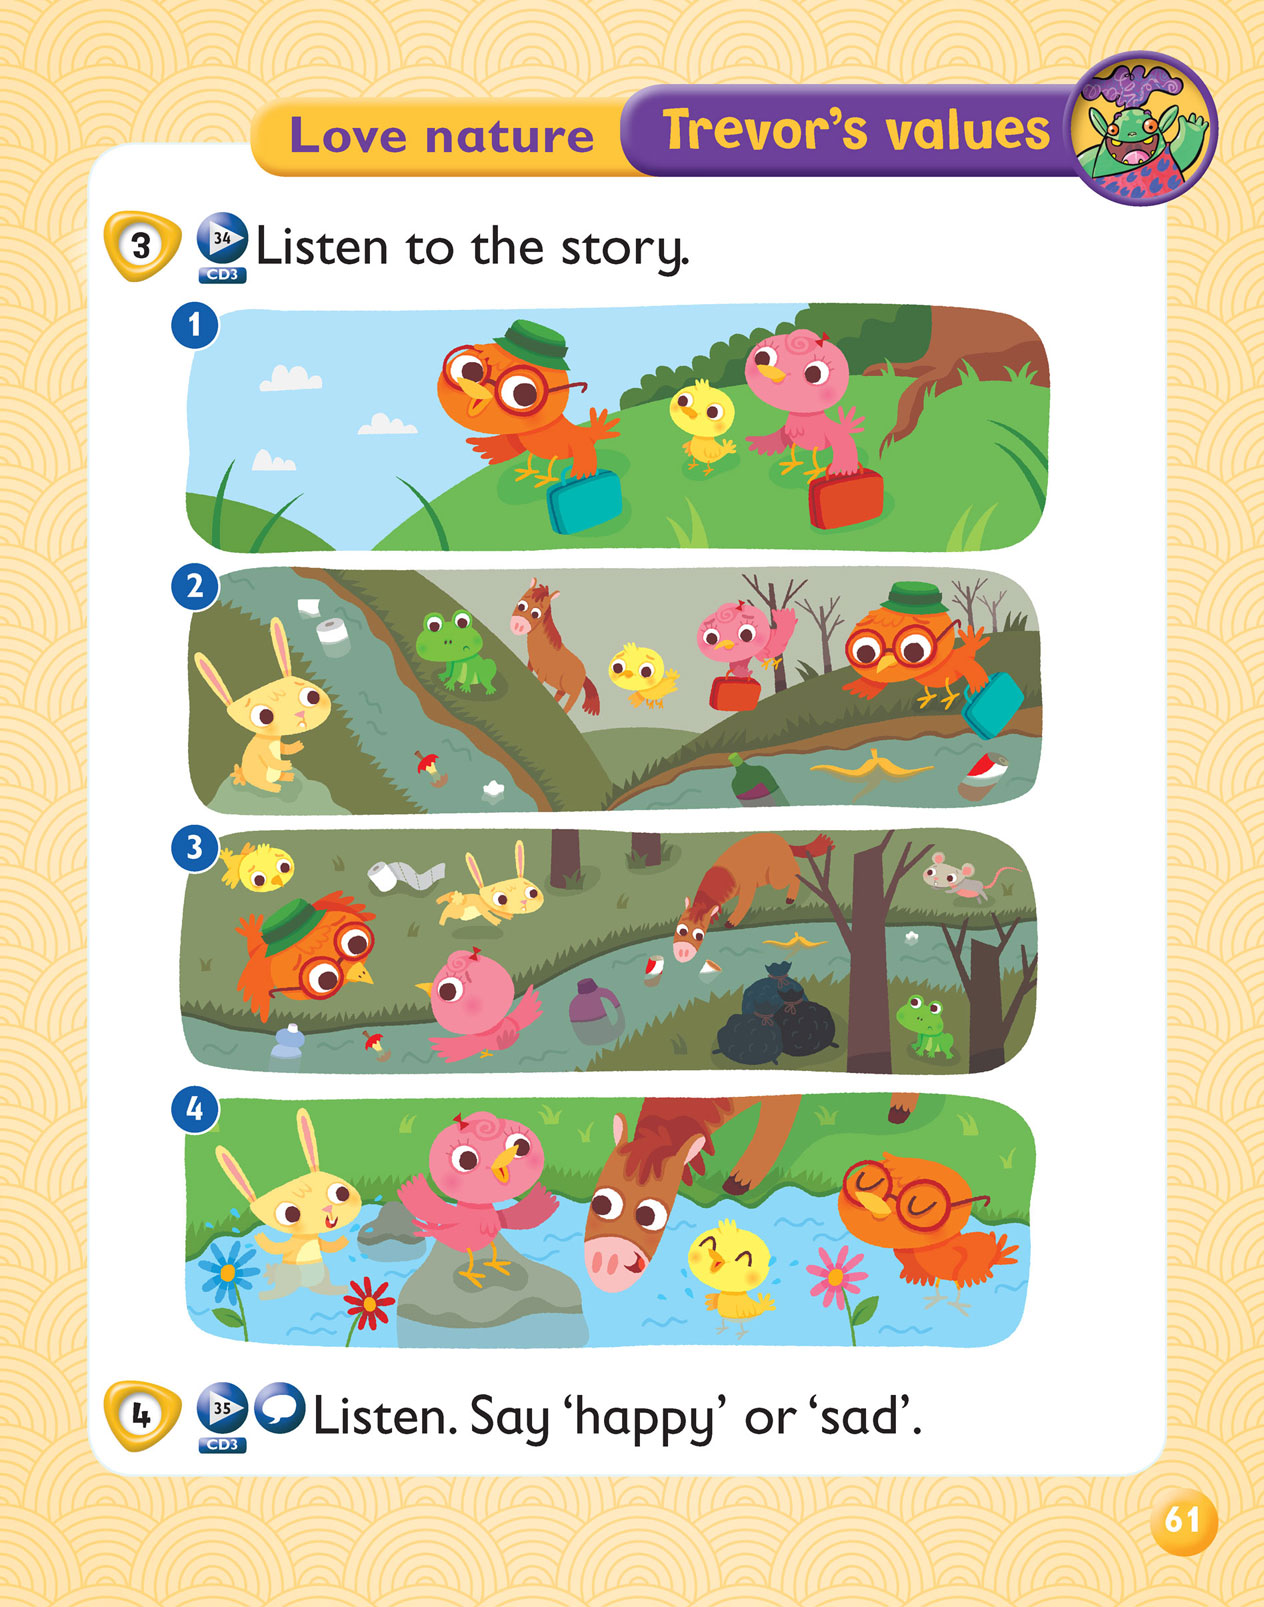 Love nature
Trevor's values
3
34
CD3
Listen to the story.
1
2
3
4
4
35
CD3
Listen. Say ‘happy’ or ‘sad’.
61